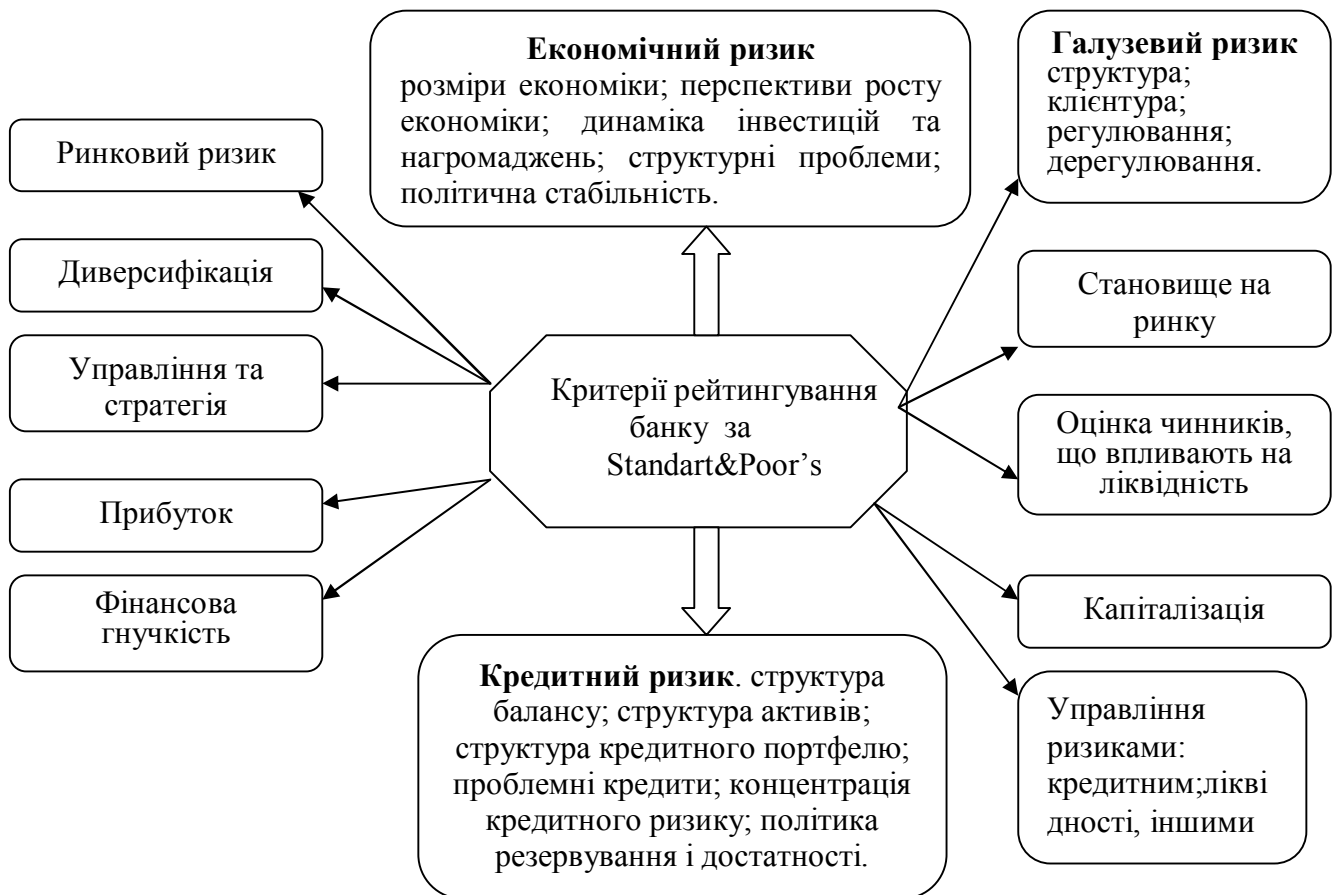 Економічний ризик
розміри економіки; перспективи росту
економіки; динаміка інвестицій та
нагромаджень; структурні проблеми;
політична стабільність.
Галузевий ризик
структура;
клієнтура;
регулювання;
дерегулювання.
Ринковий ризик
Диверсифікація
Управління та
стратегія
Прибуток
Фінансова
гнучкість
Критерії рейтингування
банку за
Standart&Poor’s
Становище на
ринку
Оцінка чинників,
що впливають на
ліквідність
Капіталізація
Управління
ризиками:
кредитним;лікві
дності, іншими
Кредитний ризик. структура
балансу; структура активів;
структура кредитного портфелю;
проблемні кредити; концентрація
кредитного ризику; політика
резервування і достатності.